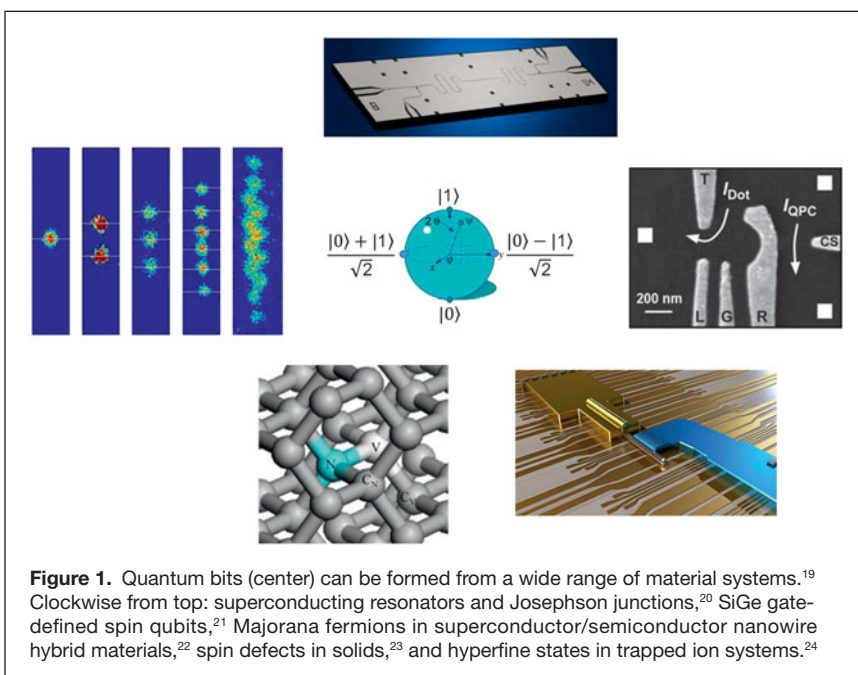 |1⟩
2θ
Ψ
|0⟩ + |1⟩
√2
x
φ
y
|0⟩ − |1⟩
√2
|0⟩
T
I_Dot
I_QPC
CS
200 nm
L G R
N
V
C_N
C_V
Figure 1. Quantum bits (center) can be formed from a wide range of material systems.¹⁹
Clockwise from top: superconducting resonators and Josephson junctions,²⁰ SiGe gate-
defined spin qubits,²¹ Majorana fermions in superconductor/semiconductor nanowire
hybrid materials,²² spin defects in solids,²³ and hyperfine states in trapped ion systems.²⁴